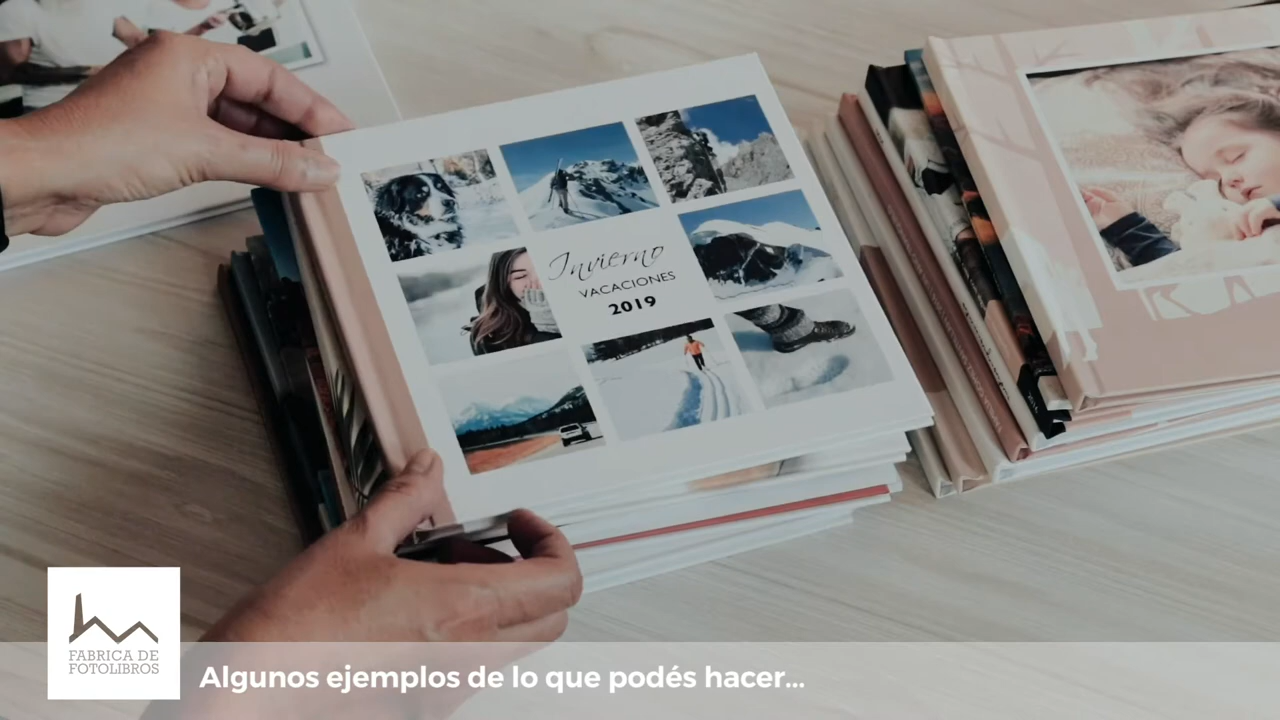 Invierno
VACACIONES
2019
FABRICA DE
FOTOLIBROS
Algunos ejemplos de lo que podés hacer...